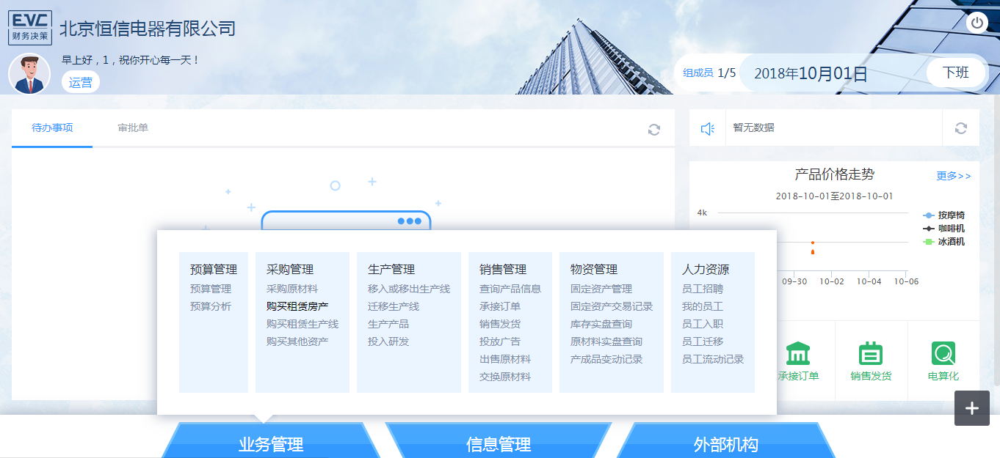 EVC
财务决策
北京恒信电器有限公司
早上好，1，祝你开心每一天！
运营
组成员 1/5
2018年10月01日
下班
待办事项
审批单
暂无数据
产品价格走势
更多>>
2018-10-01至2018-10-01
4k
按摩椅
咖啡机
冰酒机
09-30 10-02 10-04 10-06
预算管理
预算管理
预算分析
采购管理
采购原材料
购买租赁房产
购买租赁生产线
购买其他资产
生产管理
移入或移出生产线
迁移生产线
生产产品
投入研发
销售管理
查询产品信息
承接订单
销售发货
投放广告
出售原材料
交换原材料
物资管理
固定资产管理
固定资产交易记录
库存实盘查询
原材料实盘查询
产成品变动记录
人力资源
员工招聘
我的员工
员工入职
员工迁移
员工流动记录
承接订单
销售发货
电算化
业务管理
信息管理
外部机构